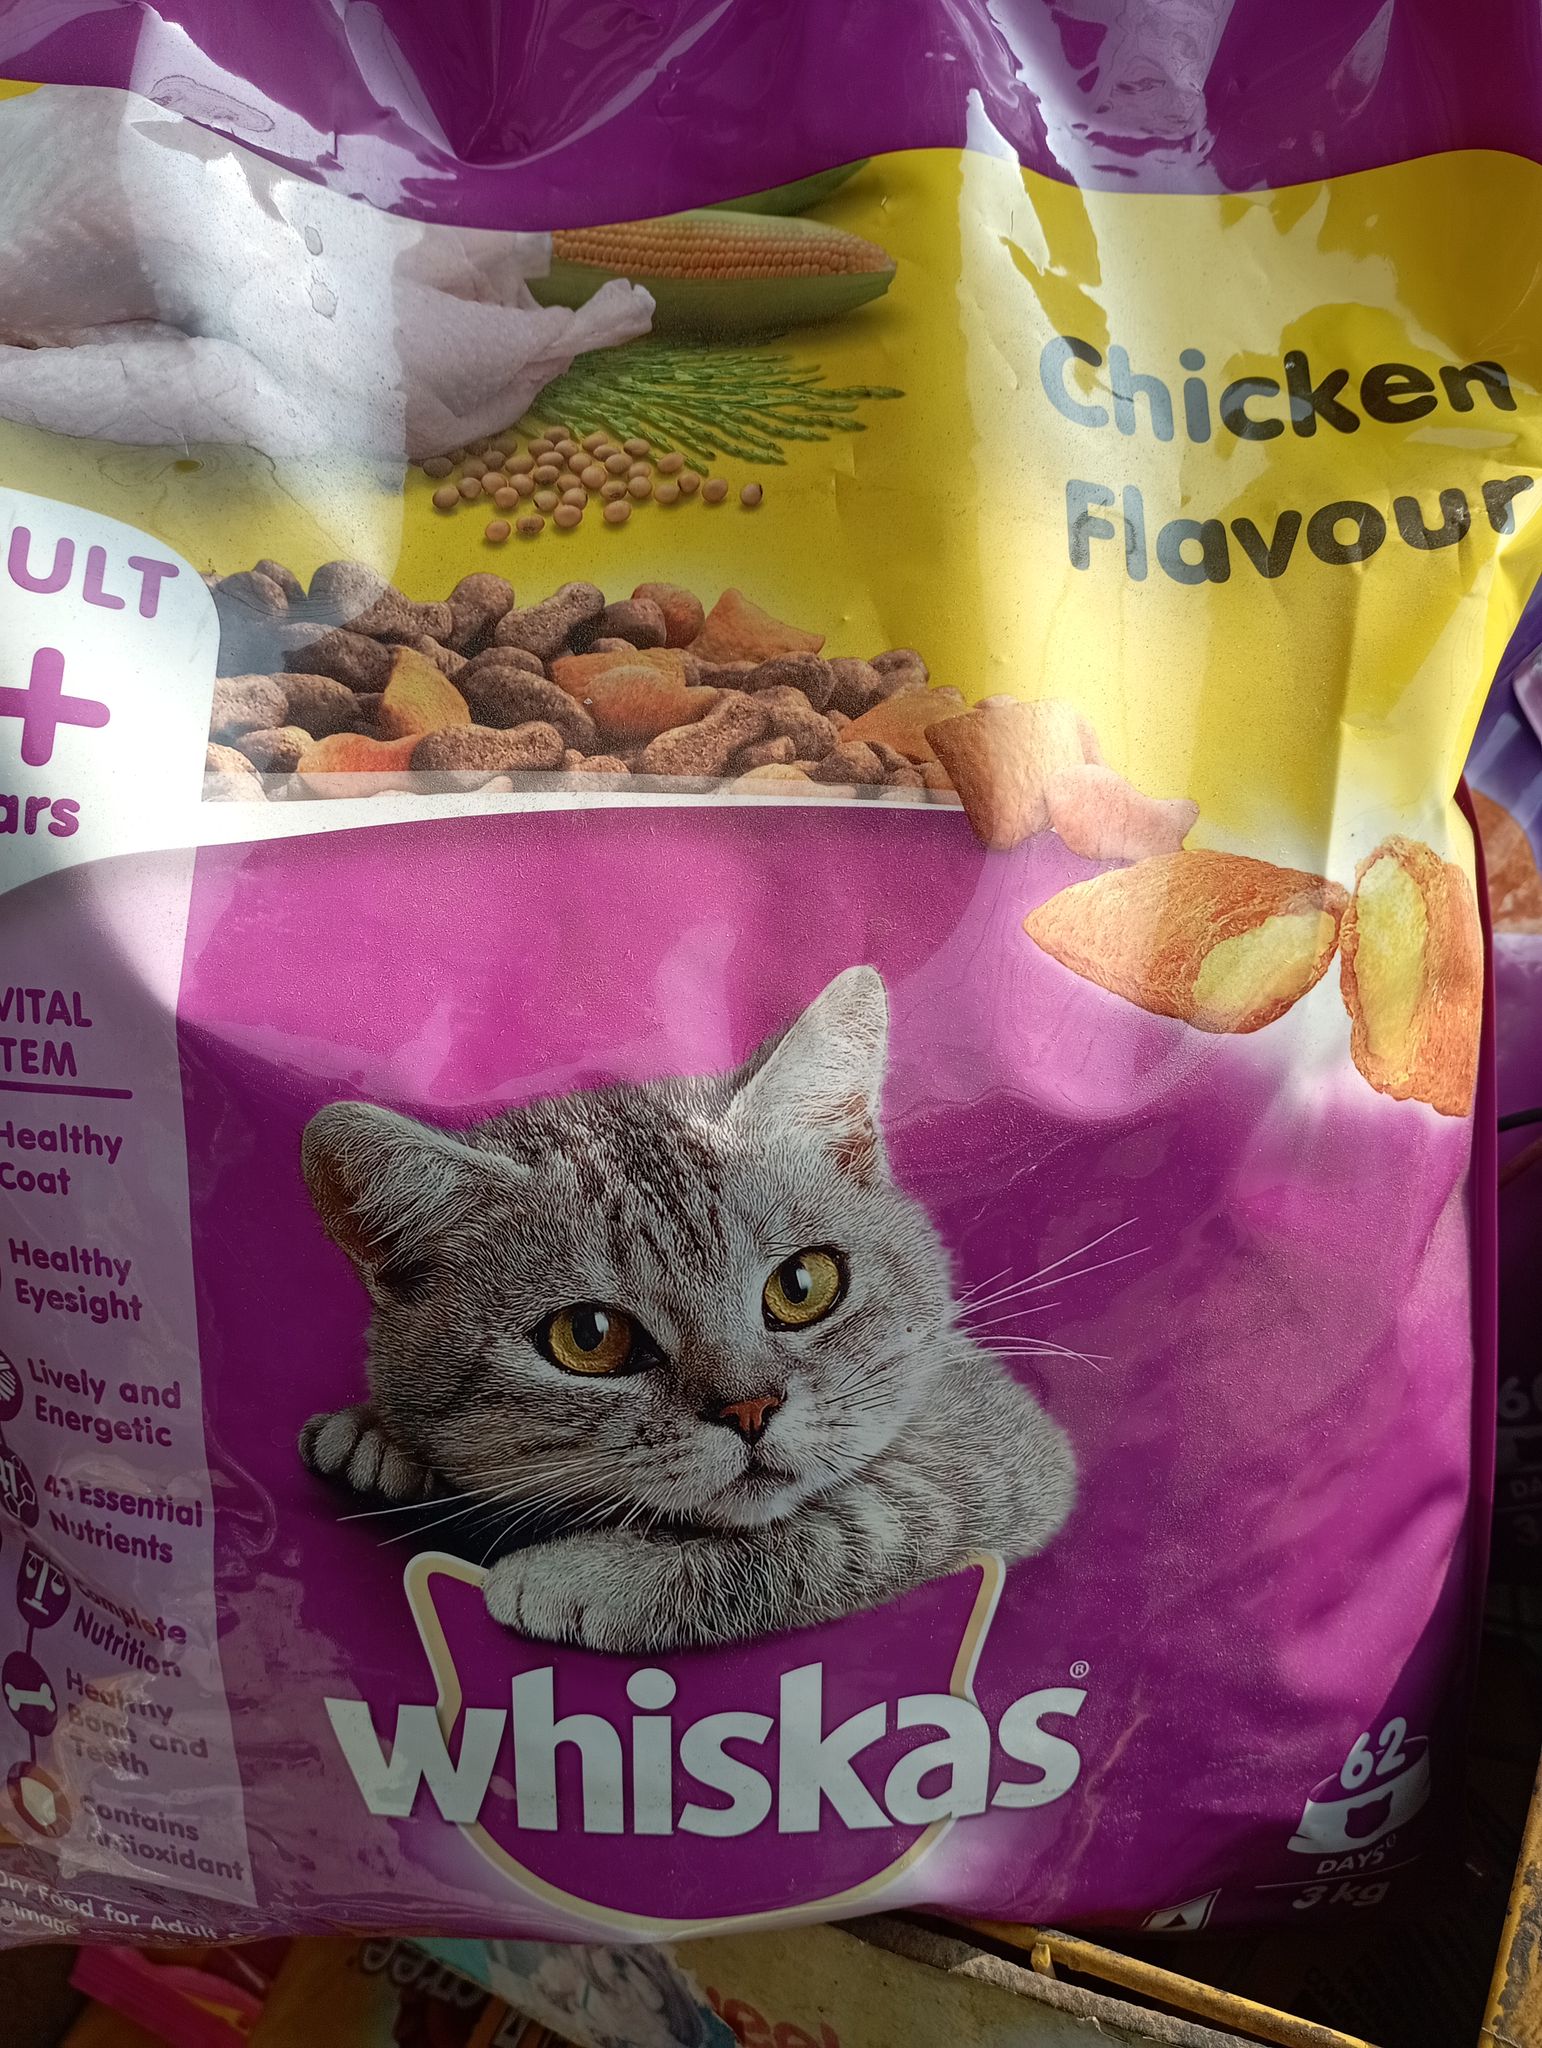 Chicken
Flavour
ULT
+
ars
VITAL
TEM
Healthy
Coat
Healthy
Eyesight
Lively and
Energetic
41 Essential
Nutrients
Complete
Nutrition
Healthy
Bone and
Teeth
Contains
Antioxidant
Dry Food for Adult
image
whiskas®
62
DAYS◊
3 kg